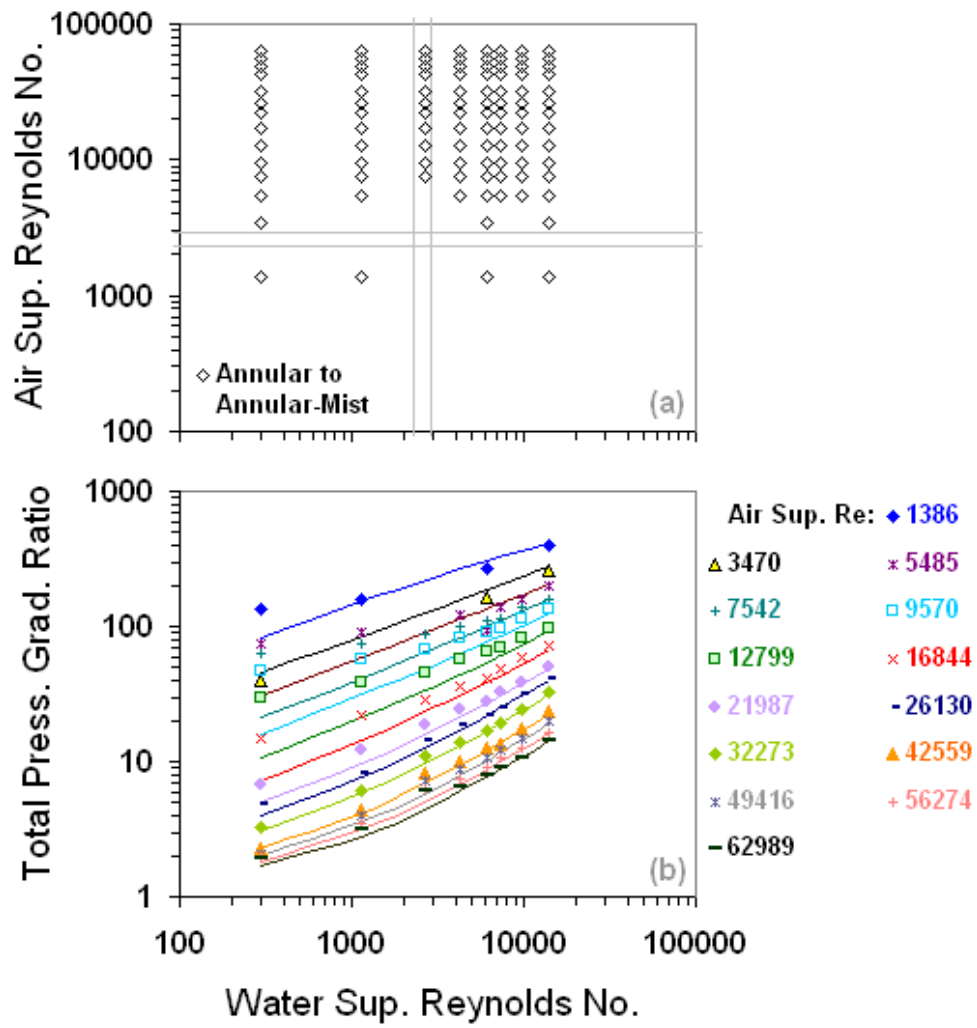 100000
10000
1000
100
Air Sup. Reynolds No.
Annular to
Annular-Mist
(a)
1000
100
10
1
Total Press. Grad. Ratio
(b)
100 1000 10000 100000
Water Sup. Reynolds No.
Air Sup. Re: 1386
3470 5485
7542 9570
12799 16844
21987 26130
32273 42559
49416 56274
62989